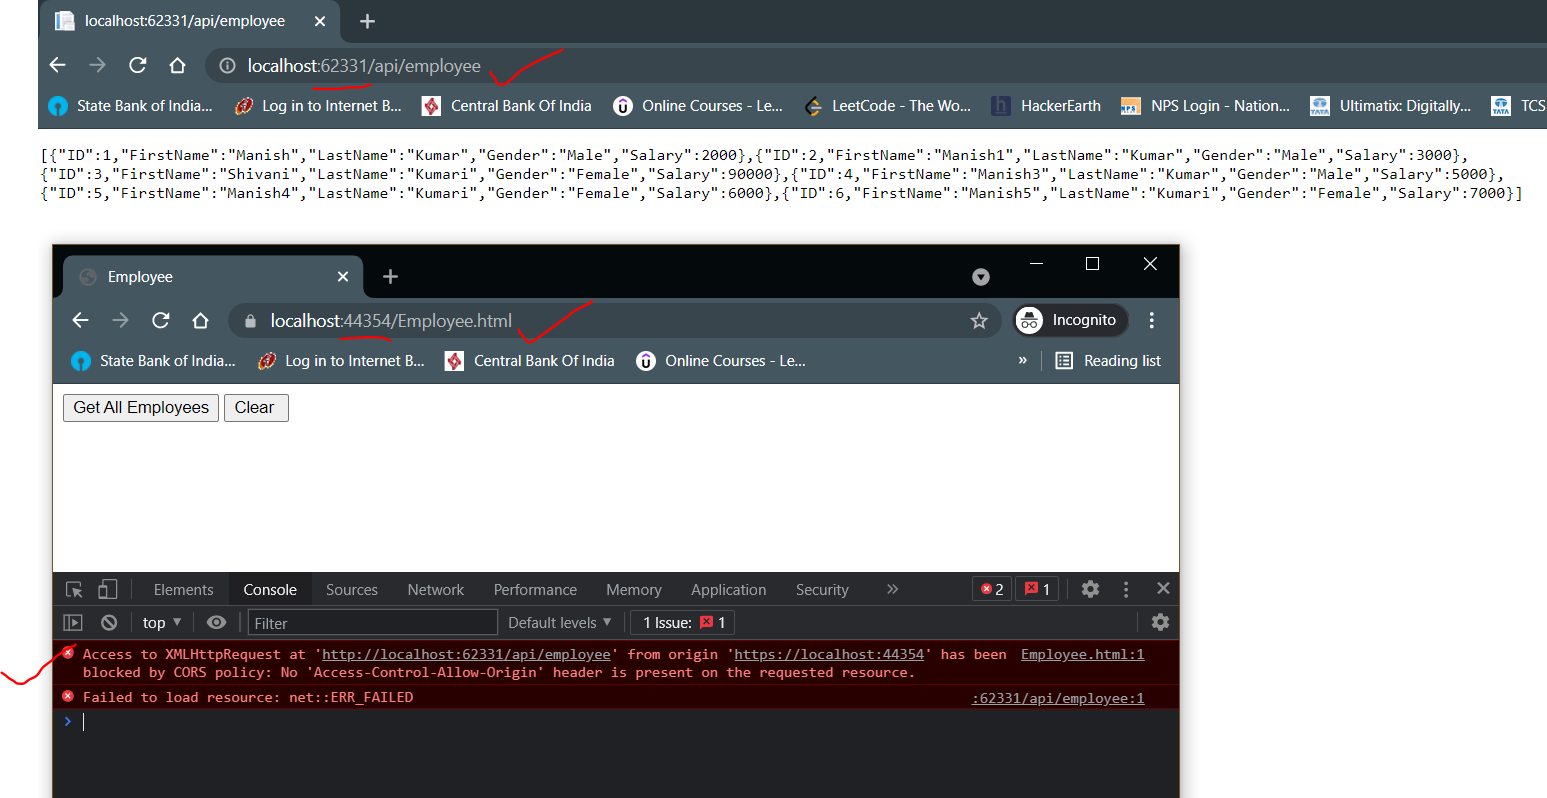 localhost:62331/api/employee
localhost:62331/api/employee
State Bank of India... Log in to Internet B... Central Bank Of India Online Courses - Le... LeetCode - The Wo... HackerEarth NPS Login - Nation... Ultimatix: Digitally... TCS
[{"ID":1,"FirstName":"Manish","LastName":"Kumar","Gender":"Male","Salary":2000},{"ID":2,"FirstName":"Manish1","LastName":"Kumar","Gender":"Male","Salary":3000},
{"ID":3,"FirstName":"Shivani","LastName":"Kumari","Gender":"Female","Salary":90000},{"ID":4,"FirstName":"Manish3","LastName":"Kumar","Gender":"Male","Salary":5000},
{"ID":5,"FirstName":"Manish4","LastName":"Kumari","Gender":"Female","Salary":6000},{"ID":6,"FirstName":"Manish5","LastName":"Kumari","Gender":"Female","Salary":7000}]
Employee
localhost:44354/Employee.html Incognito
State Bank of India... Log in to Internet B... Central Bank Of India Online Courses - Le... » Reading list
Get All Employees Clear
Elements Console Sources Network Performance Memory Application Security » 2 1
top Filter Default levels 1 Issue: 1
Access to XMLHttpRequest at 'http://localhost:62331/api/employee' from origin 'https://localhost:44354' has been Employee.html:1
blocked by CORS policy: No 'Access-Control-Allow-Origin' header is present on the requested resource.
Failed to load resource: net::ERR_FAILED :62331/api/employee:1